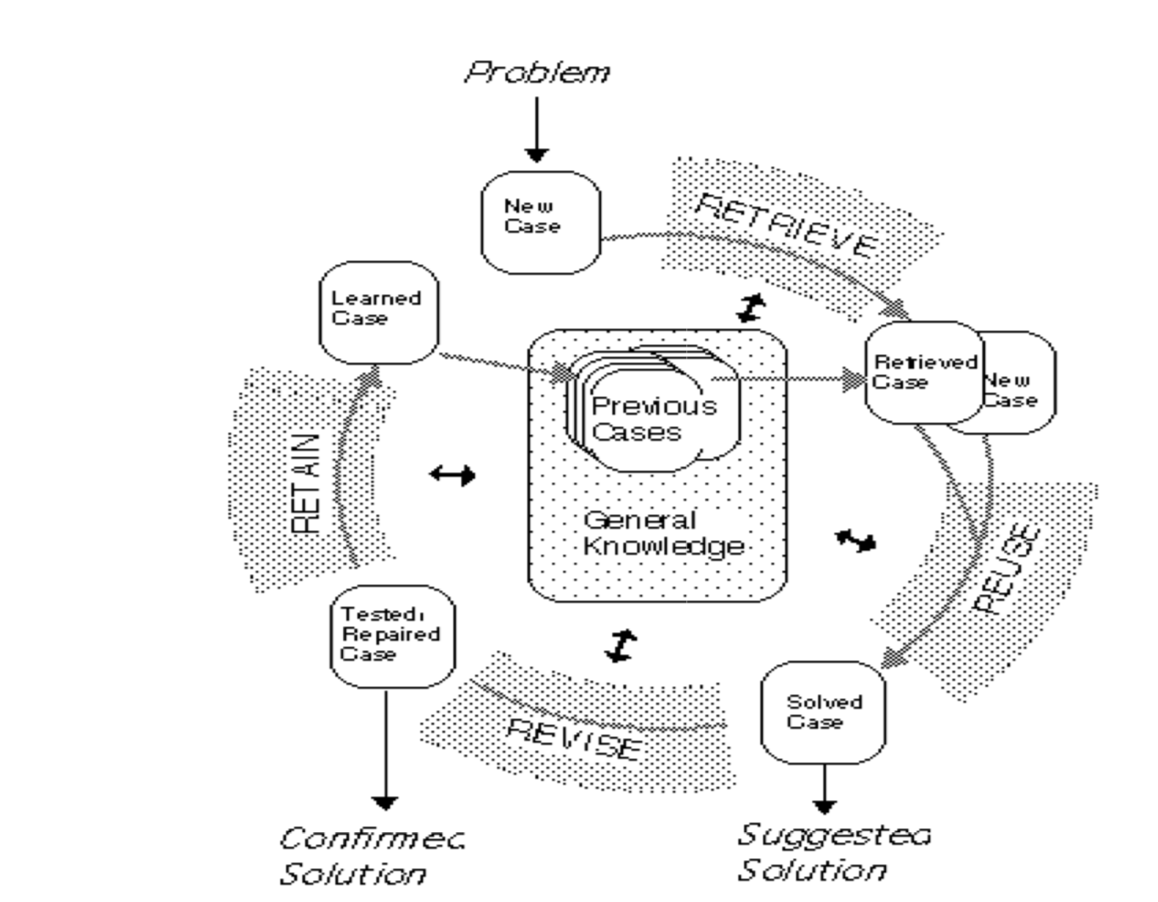 Problem
New
Case
RETRIEVE
Learned
Case
Retrieved
Case
New
Case
Previous
Cases
General
Knowledge
RETAIN
REUSE
Tested/
Repaired
Case
REVISE
Solved
Case
Confirmed
Solution
Suggested
Solution